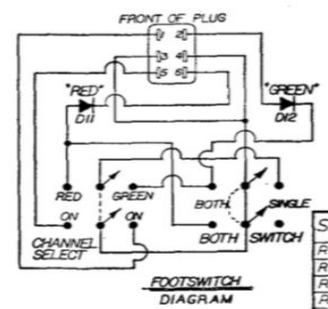 FRONT OF PLUG
1 2
3 4
5 6
"RED" "GREEN"
D11 D12
RED GREEN BOTH SINGLE
ON ON BOTH SWITCH
CHANNEL
SELECT
FOOTSWITCH
DIAGRAM
S
R
R
R
R